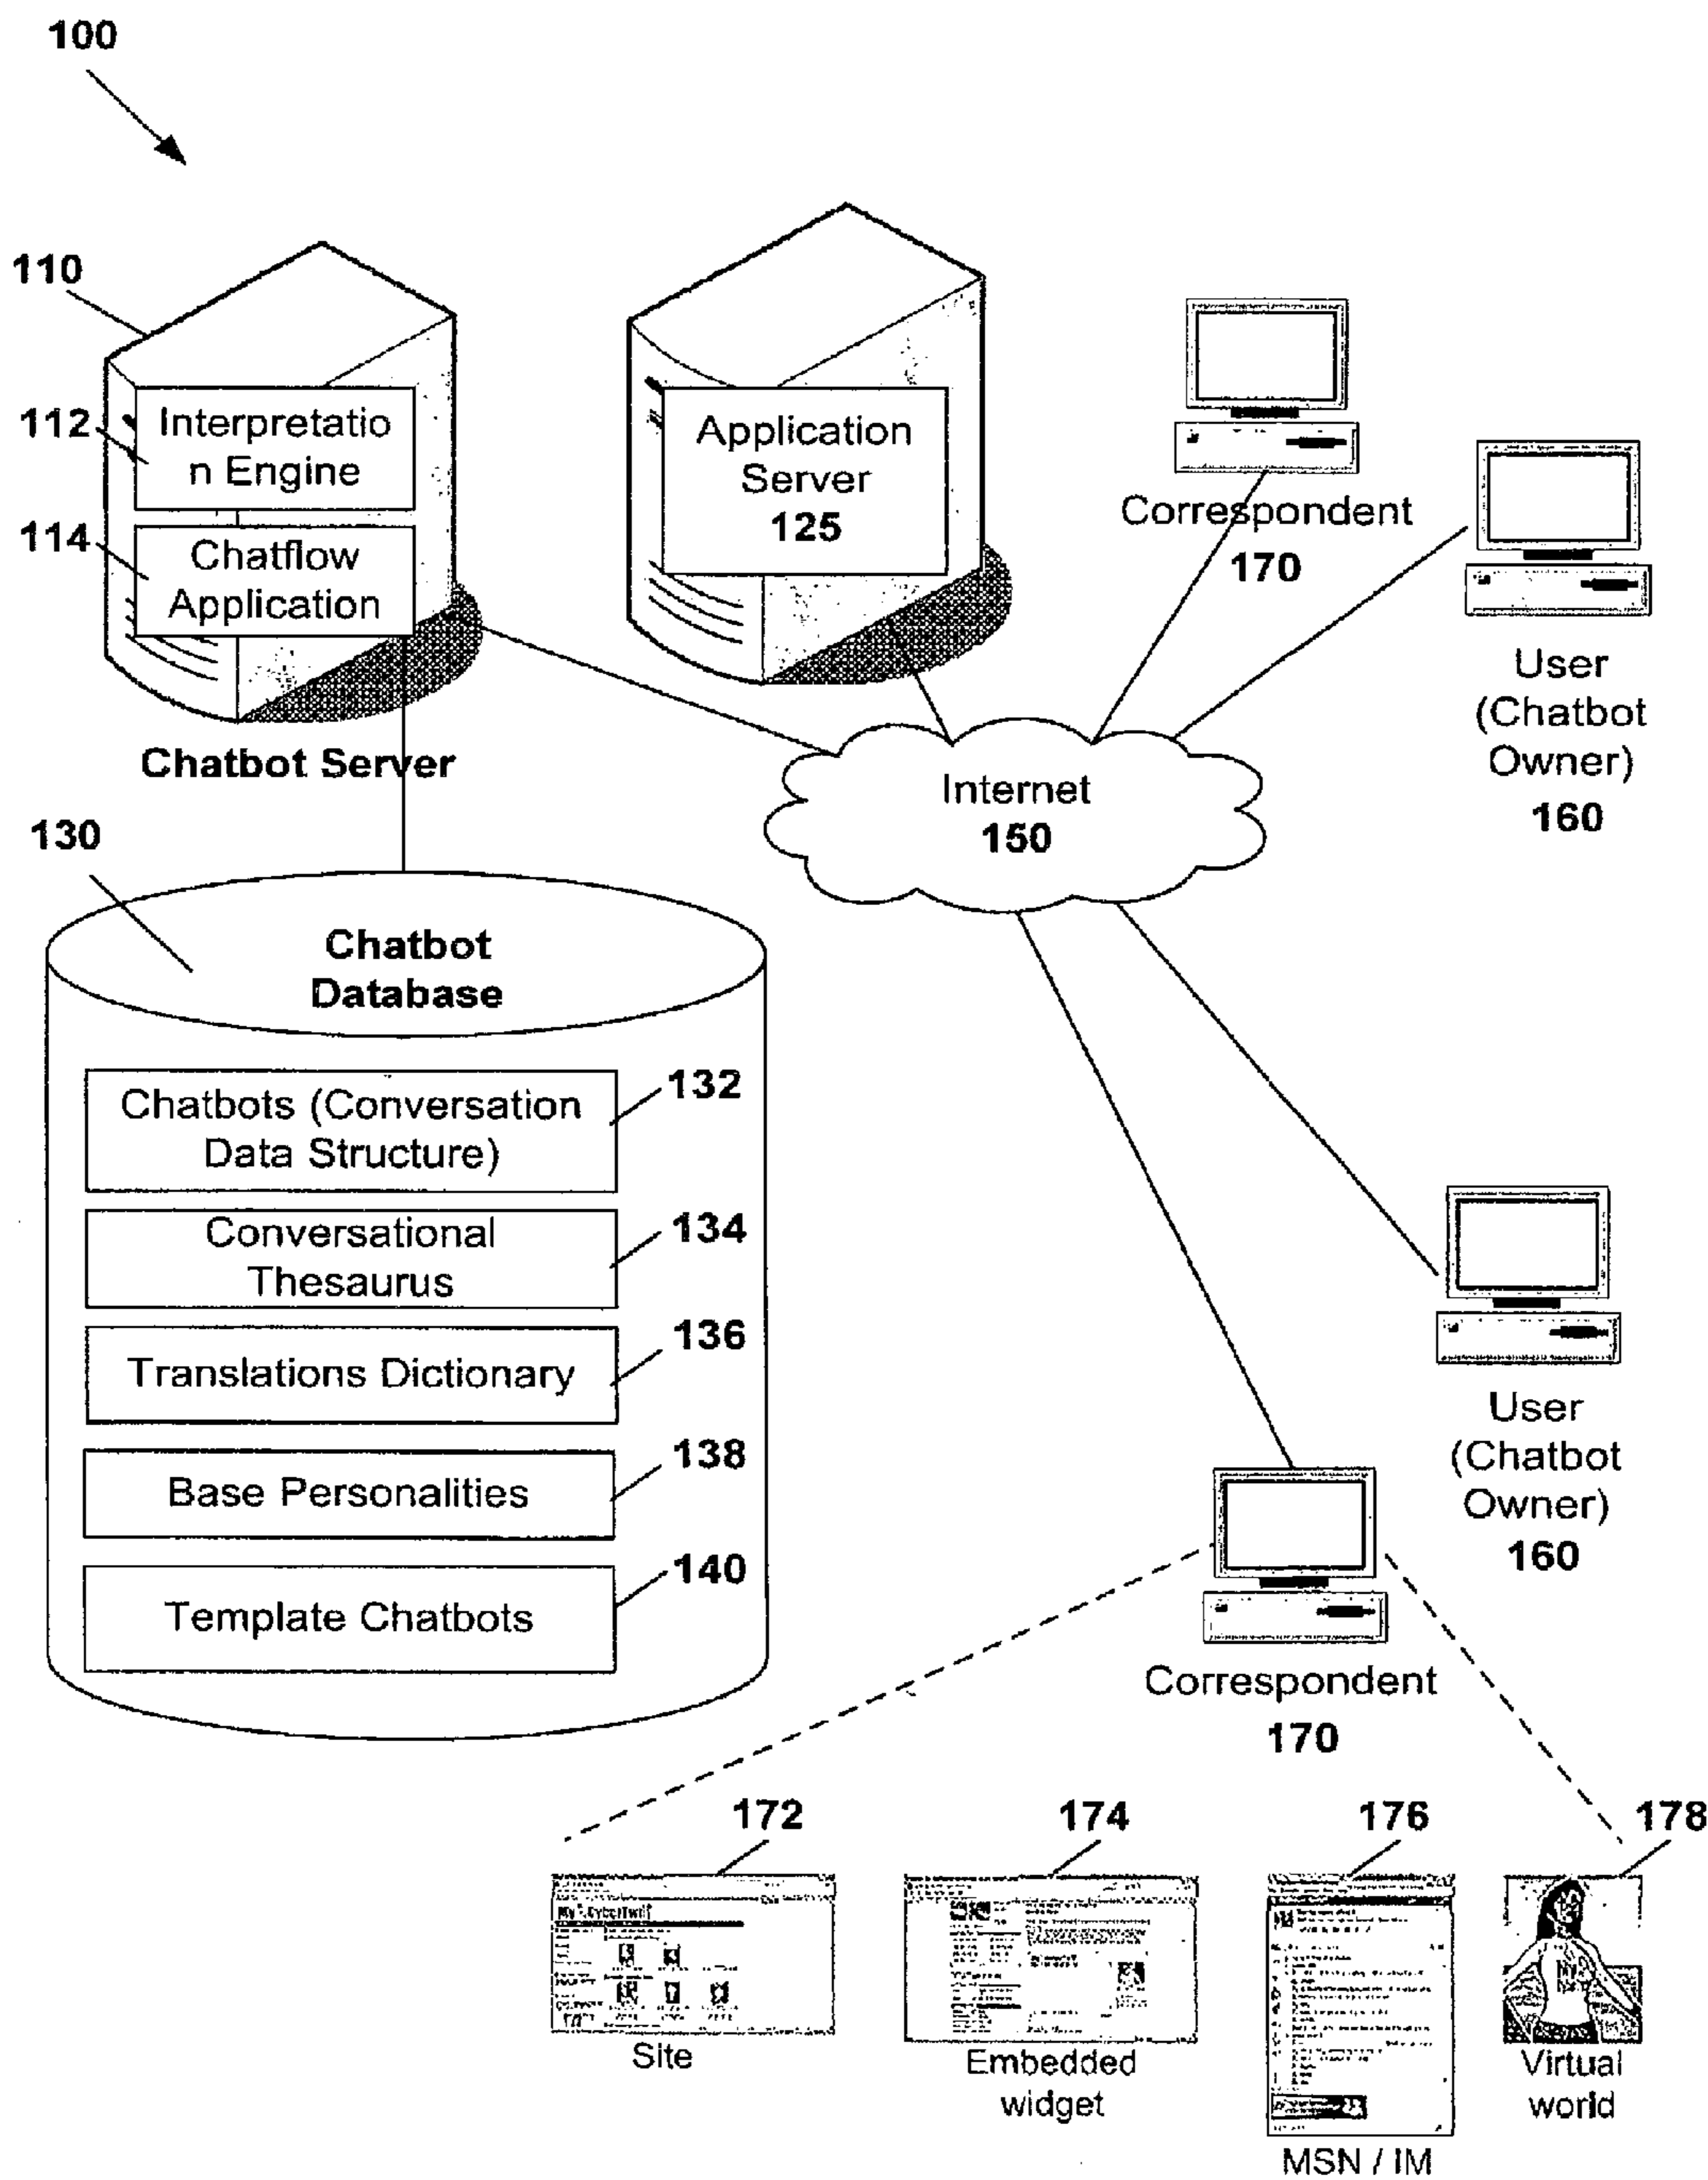 100
110
112
Interpretatio
n Engine
114
Chatflow
Application
Chatbot Server
Application
Server
125
Correspondent
170
User
(Chatbot
Owner)
160
Internet
150
130
Chatbot
Database
Chatbots (Conversation
Data Structure)
132
Conversational
Thesaurus
134
Translations Dictionary
136
Base Personalities
138
Template Chatbots
140
User
(Chatbot
Owner)
160
Correspondent
170
172
174
176
178
Site
Embedded
widget
MSN / IM
Virtual
world